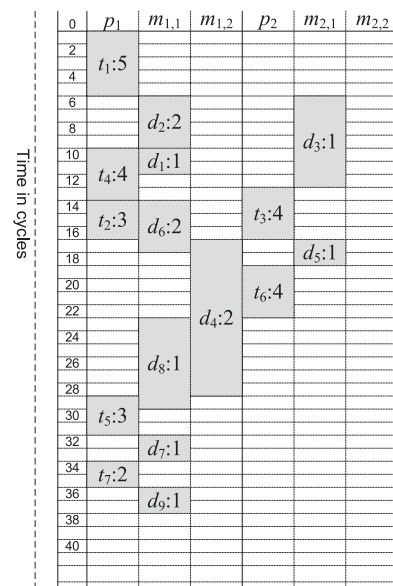 0 p1 m1,1 m1,2 p2 m2,1 m2,2
2
t1:5
4
6
d2:2
8
d3:1
10
d1:1
t4:4
12
14
t2:3
d6:2
t3:4
16
18
d5:1
20
t6:4
22
d4:2
24
26
d8:1
28
30
t5:3
32
d7:1
34
t7:2
36
d9:1
38
40
Time in cycles